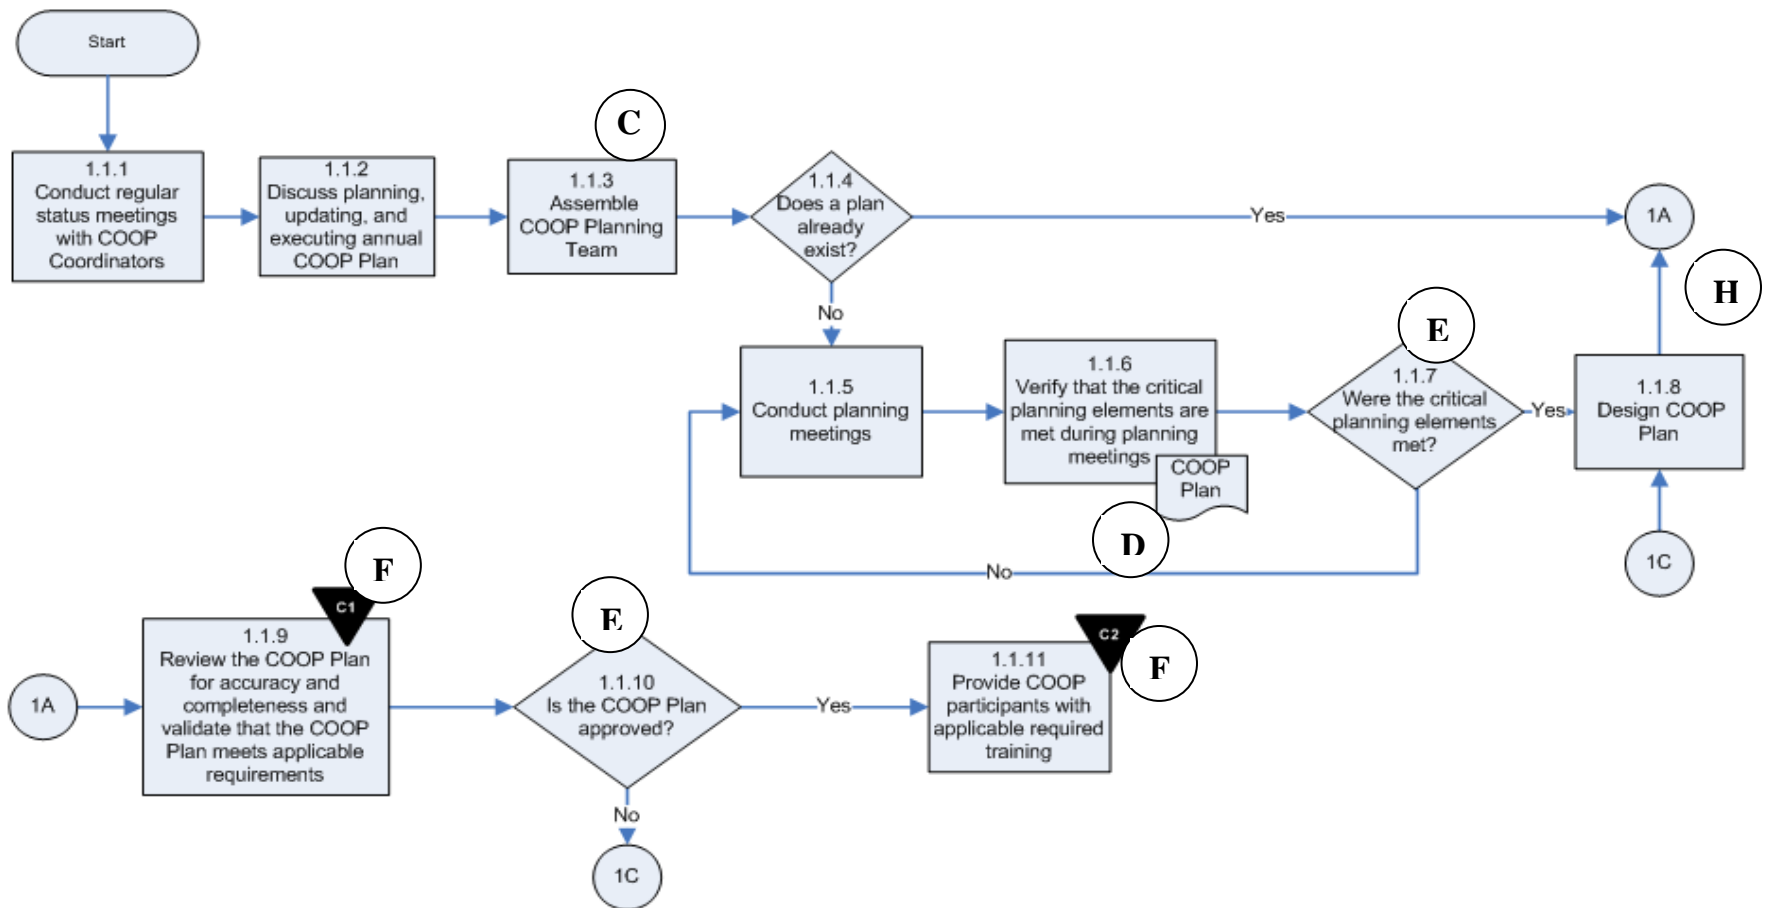 Start
C
1.1.1
Conduct regular
status meetings
with COOP
Coordinators
1.1.2
Discuss planning,
updating, and
executing annual
COOP Plan
1.1.3
Assemble
COOP Planning
Team
1.1.4
Does a plan
already
exist?
Yes
1A
H
No
E
1.1.5
Conduct planning
meetings
1.1.6
Verify that the critical
planning elements are
met during planning
meetings
COOP
Plan
D
1.1.7
Were the critical
planning elements
met?
Yes
1.1.8
Design COOP
Plan
No
1C
F
C1
1A
1.1.9
Review the COOP Plan
for accuracy and
completeness and
validate that the COOP
Plan meets applicable
requirements
E
1.1.10
Is the COOP Plan
approved?
Yes
C2
F
1.1.11
Provide COOP
participants with
applicable required
training
No
1C